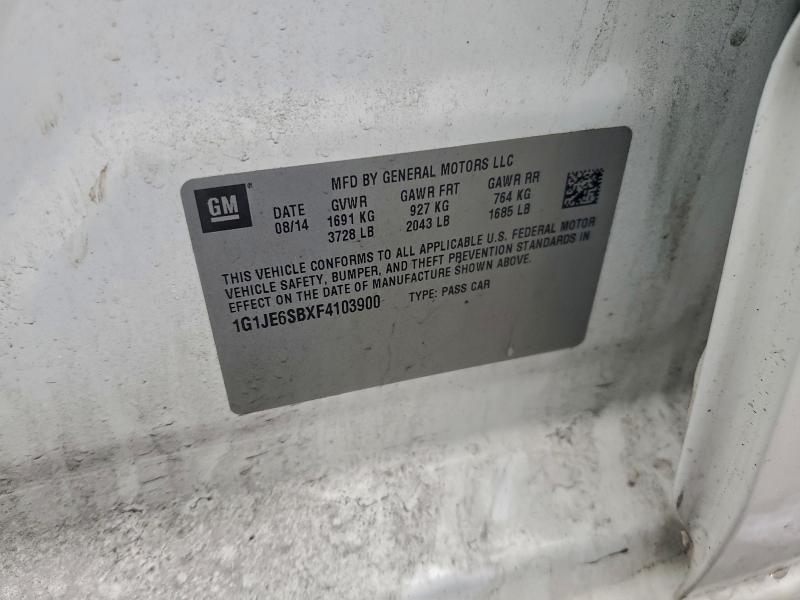 MFD BY GENERAL MOTORS LLC
GM®
DATE GVWR GAWR FRT GAWR RR
08/14 1691 KG 927 KG 764 KG
3728 LB 2043 LB 1685 LB
THIS VEHICLE CONFORMS TO ALL APPLICABLE U.S. FEDERAL MOTOR
VEHICLE SAFETY, BUMPER, AND THEFT PREVENTION STANDARDS IN
EFFECT ON THE DATE OF MANUFACTURE SHOWN ABOVE.
1G1JE6SBXF4103900 TYPE: PASS CAR